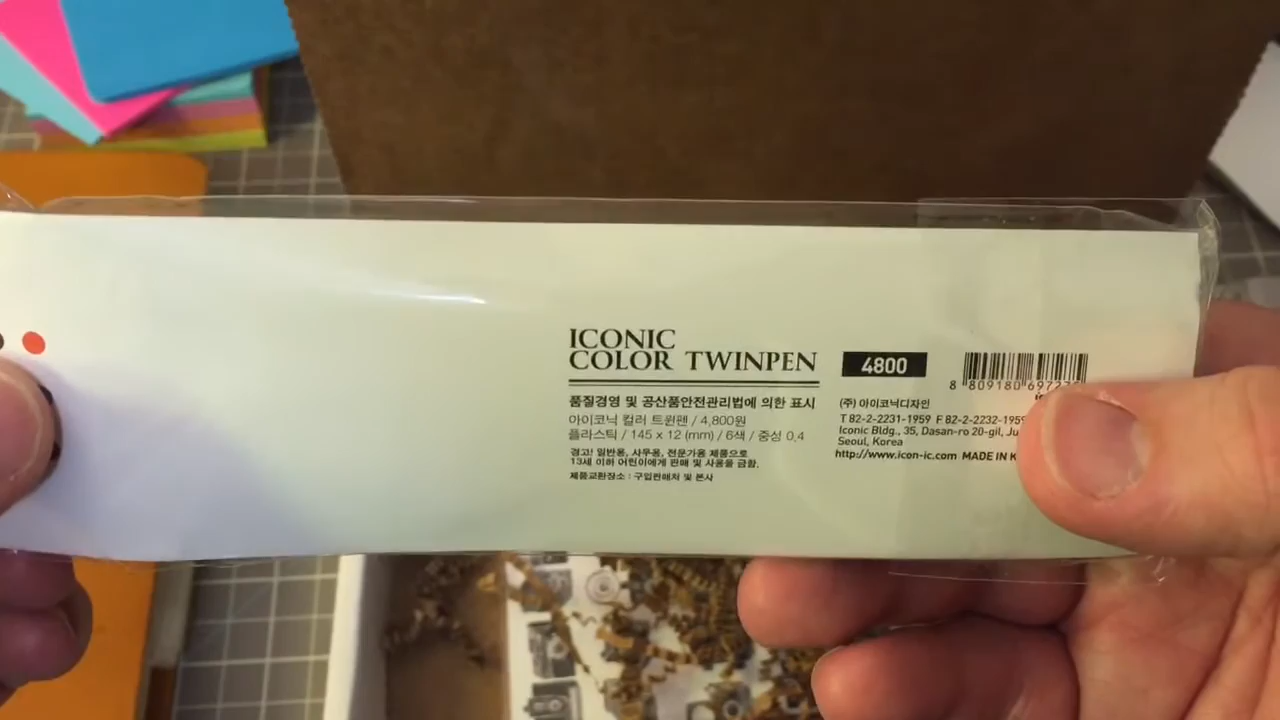 ICONIC
COLOR TWINPEN
품질경영 및 공산품안전관리법에 의한 표시
아이코닉 컬러 트윈펜 / 4,800원
플라스틱 / 145 x 12 (mm) / 6색 / 중성 0.4
경고! 일반용, 사무용, 전문가용 제품으로
13세 이하 어린이에게 판매 및 사용을 금함.
제품교환장소 : 구입판매처 및 본사
4800
8 809180 69727
(주) 아이코닉디자인
T 82-2-2231-1959 F 82-2-2232-1959
Iconic Bldg., 35, Dasan-ro 20-gil,
Seoul, Korea
http://www.icon-ic.com MADE IN